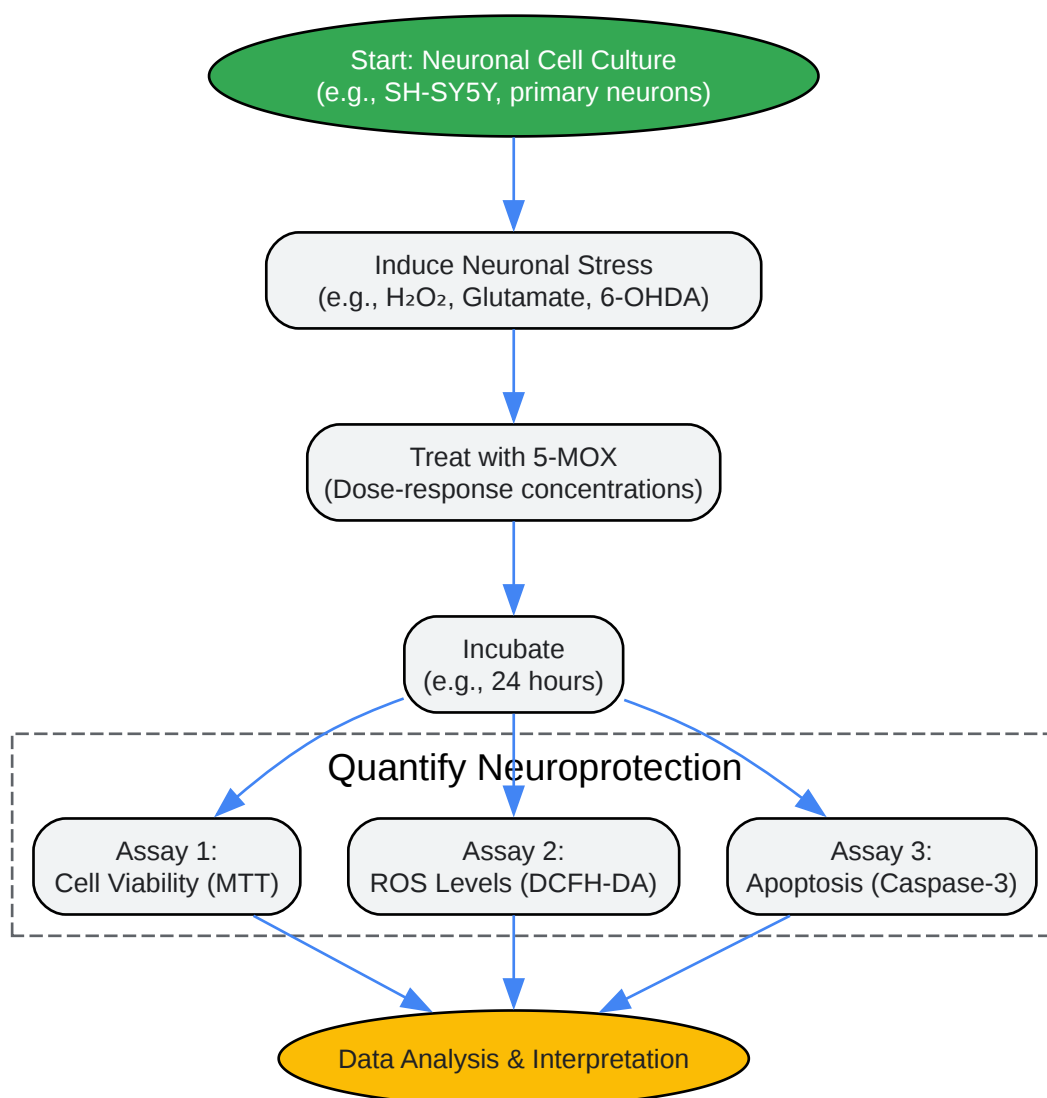 Start: Neuronal Cell Culture
(e.g., SH-SY5Y, primary neurons)
Induce Neuronal Stress
(e.g., H₂O₂, Glutamate, 6-OHDA)
Treat with 5-MOX
(Dose-response concentrations)
Incubate
(e.g., 24 hours)
Quantify Neuroprotection
Assay 1:
Cell Viability (MTT)
Assay 2:
ROS Levels (DCFH-DA)
Assay 3:
Apoptosis (Caspase-3)
Data Analysis & Interpretation